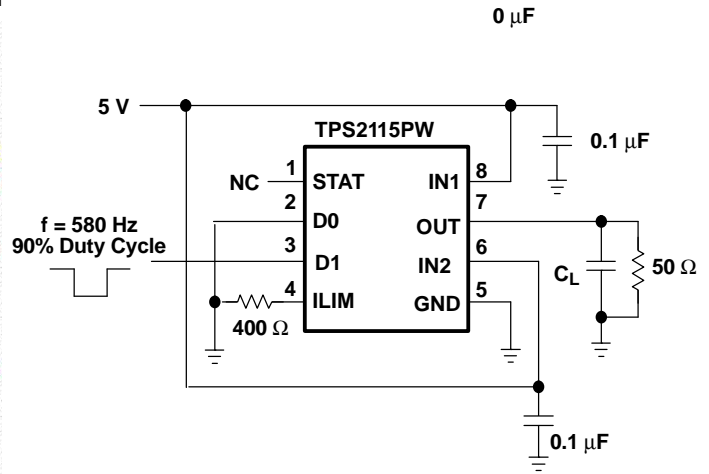 0 μF
5 V
TPS2115PW
0.1 μF
NC
1
STAT
IN1
8
2
D0
OUT
7
f = 580 Hz
90% Duty Cycle
3
D1
IN2
6
CL
50 Ω
4
ILIM
GND
5
400 Ω
0.1 μF